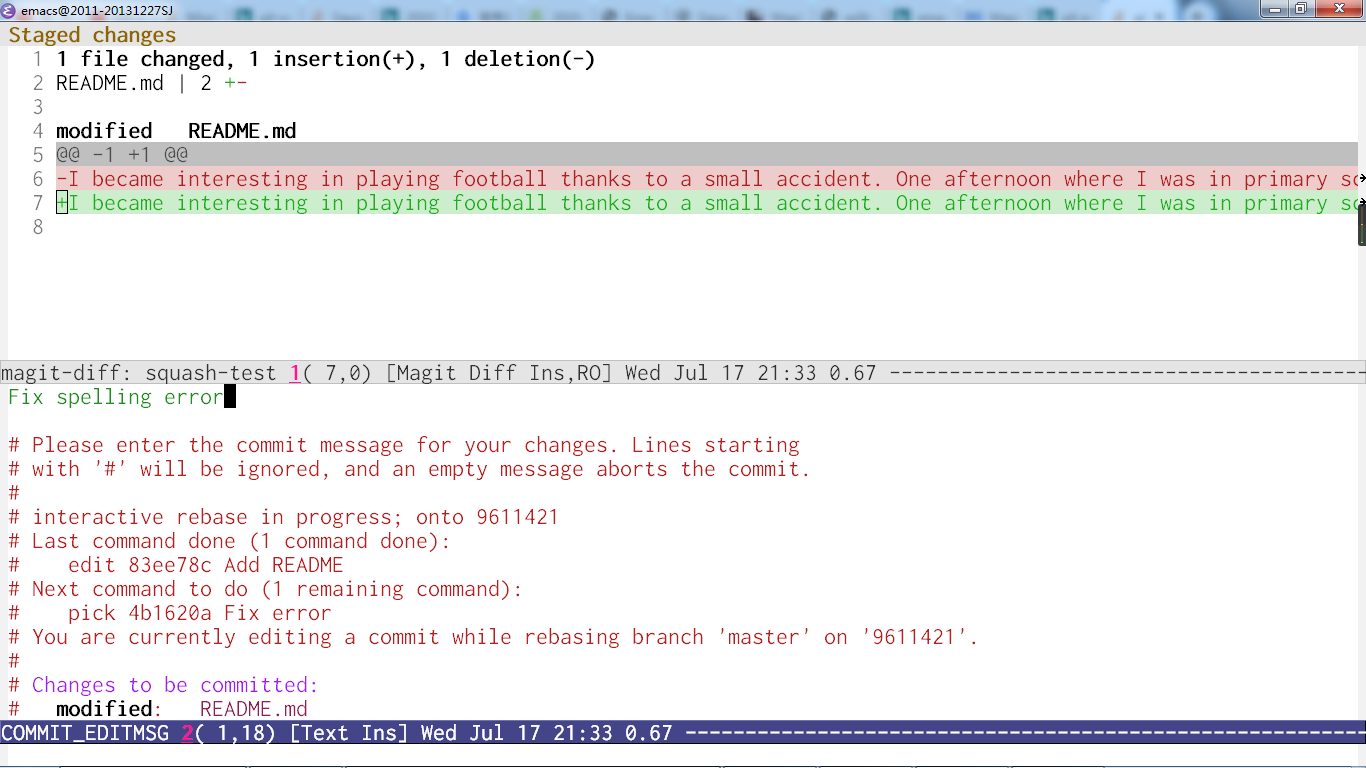 emacs@2011-20131227SJ
Staged changes
1 1 file changed, 1 insertion(+), 1 deletion(-)
2 README.md | 2 +-
3
4 modified   README.md
5 @@ -1 +1 @@
6 -I became interesting in playing football thanks to a small accident. One afternoon where I was in primary sc
7 +I became interesting in playing football thanks to a small accident. One afternoon where I was in primary sc
8
magit-diff: squash-test 1( 7,0) [Magit Diff Ins,RO] Wed Jul 17 21:33 0.67 ----------------------------------------
Fix spelling error
# Please enter the commit message for your changes. Lines starting
# with '#' will be ignored, and an empty message aborts the commit.
#
# interactive rebase in progress; onto 9611421
# Last command done (1 command done):
#    edit 83ee78c Add README
# Next command to do (1 remaining command):
#    pick 4b1620a Fix error
# You are currently editing a commit while rebasing branch 'master' on '9611421'.
#
# Changes to be committed:
#   modified:   README.md
COMMIT_EDITMSG 2( 1,18) [Text Ins] Wed Jul 17 21:33 0.67 ---------------------------------------------------------